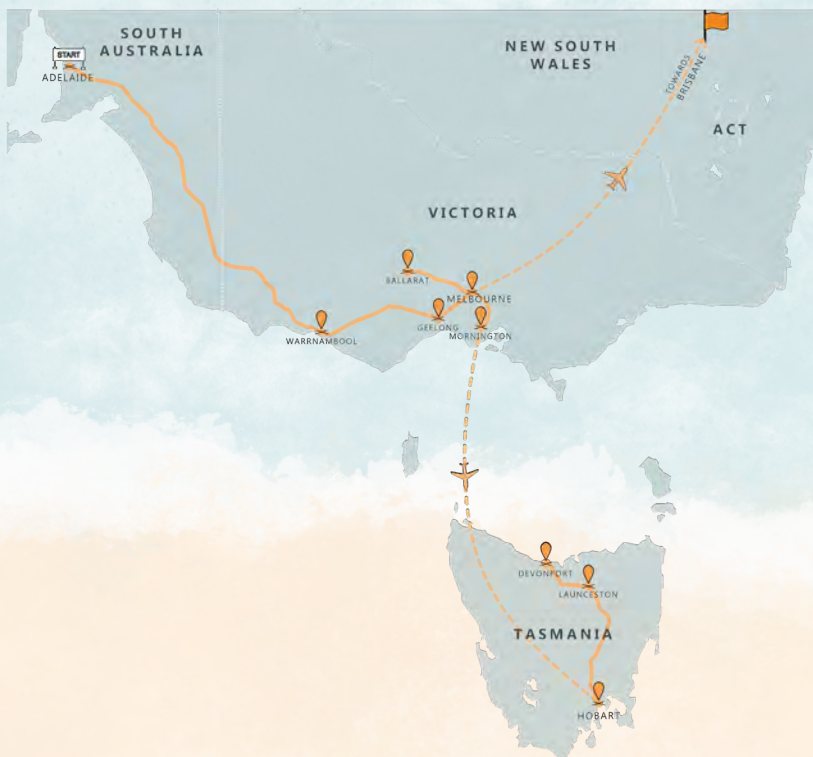 SOUTH
AUSTRALIA
START
ADELAIDE
NEW SOUTH
WALES
TOWARDS
BRISBANE
ACT
VICTORIA
BALLARAT
MELBOURNE
GEELONG
MORNINGTON
WARRNAMBOOL
DEVONPORT
LAUNCESTON
TASMANIA
HOBART